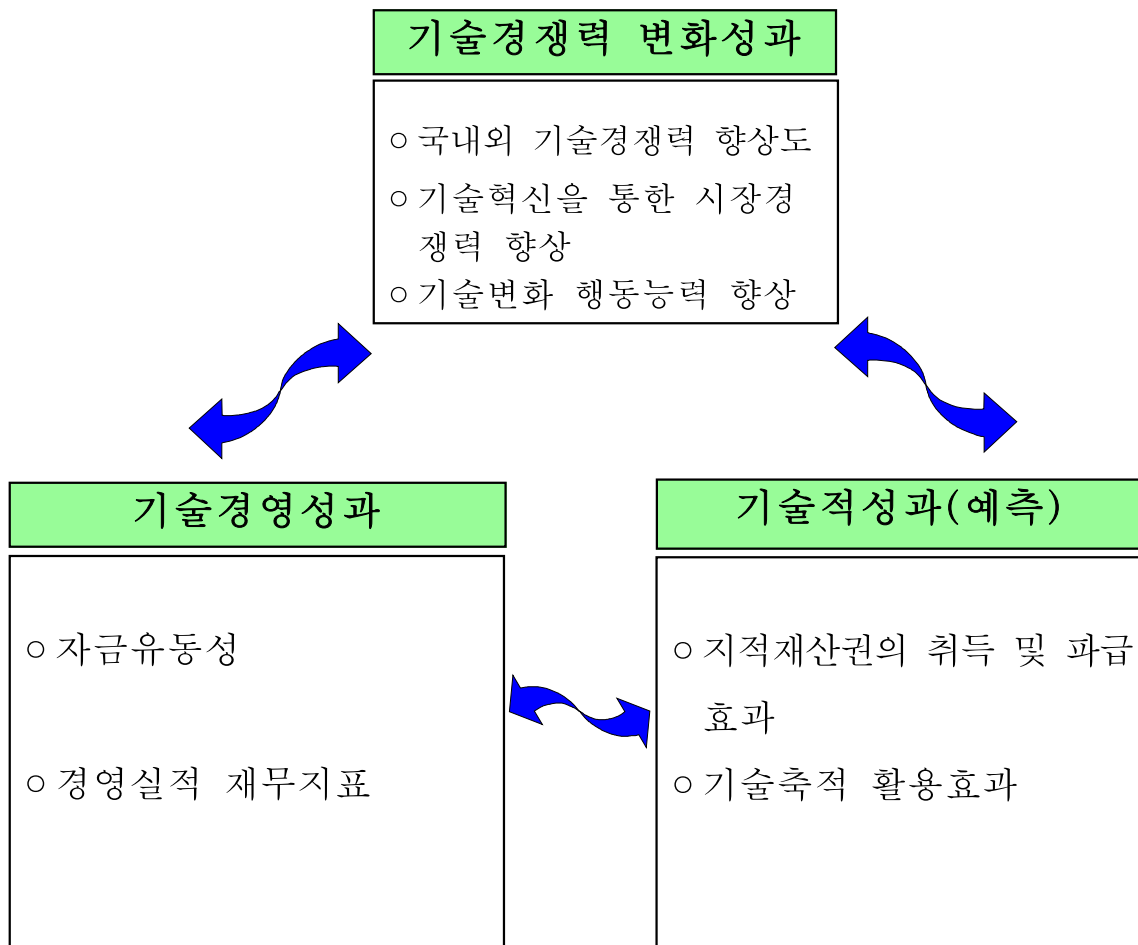 기술경쟁력 변화성과
○ 국내외 기술경쟁력 향상도
○ 기술혁신을 통한 시장경
쟁력 향상
○ 기술변화 행동능력 향상
기술경영성과
○ 자금유동성
○ 경영실적 재무지표
기술적성과(예측)
○ 지적재산권의 취득 및 파급
효과
○ 기술축적 활용효과